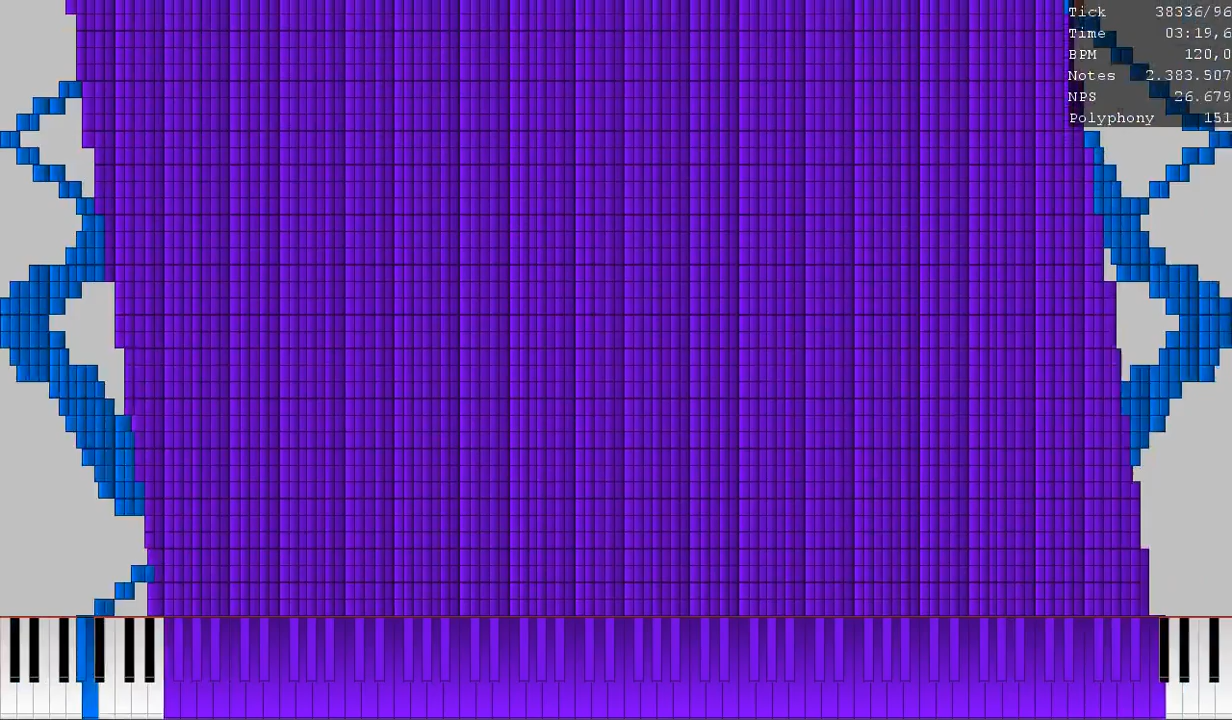 Tick 38336/96
Time 03:19,6
BPM 120,0
Notes 2.383.507
NPS 26.679
Polyphony 151